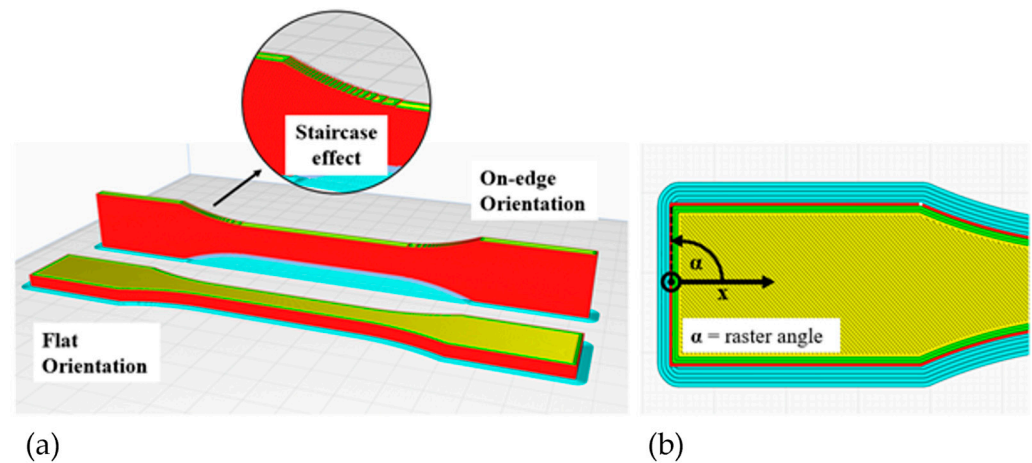 Staircase
effect
On-edge
Orientation
Flat
Orientation
α
x
α = raster angle
(a)
(b)